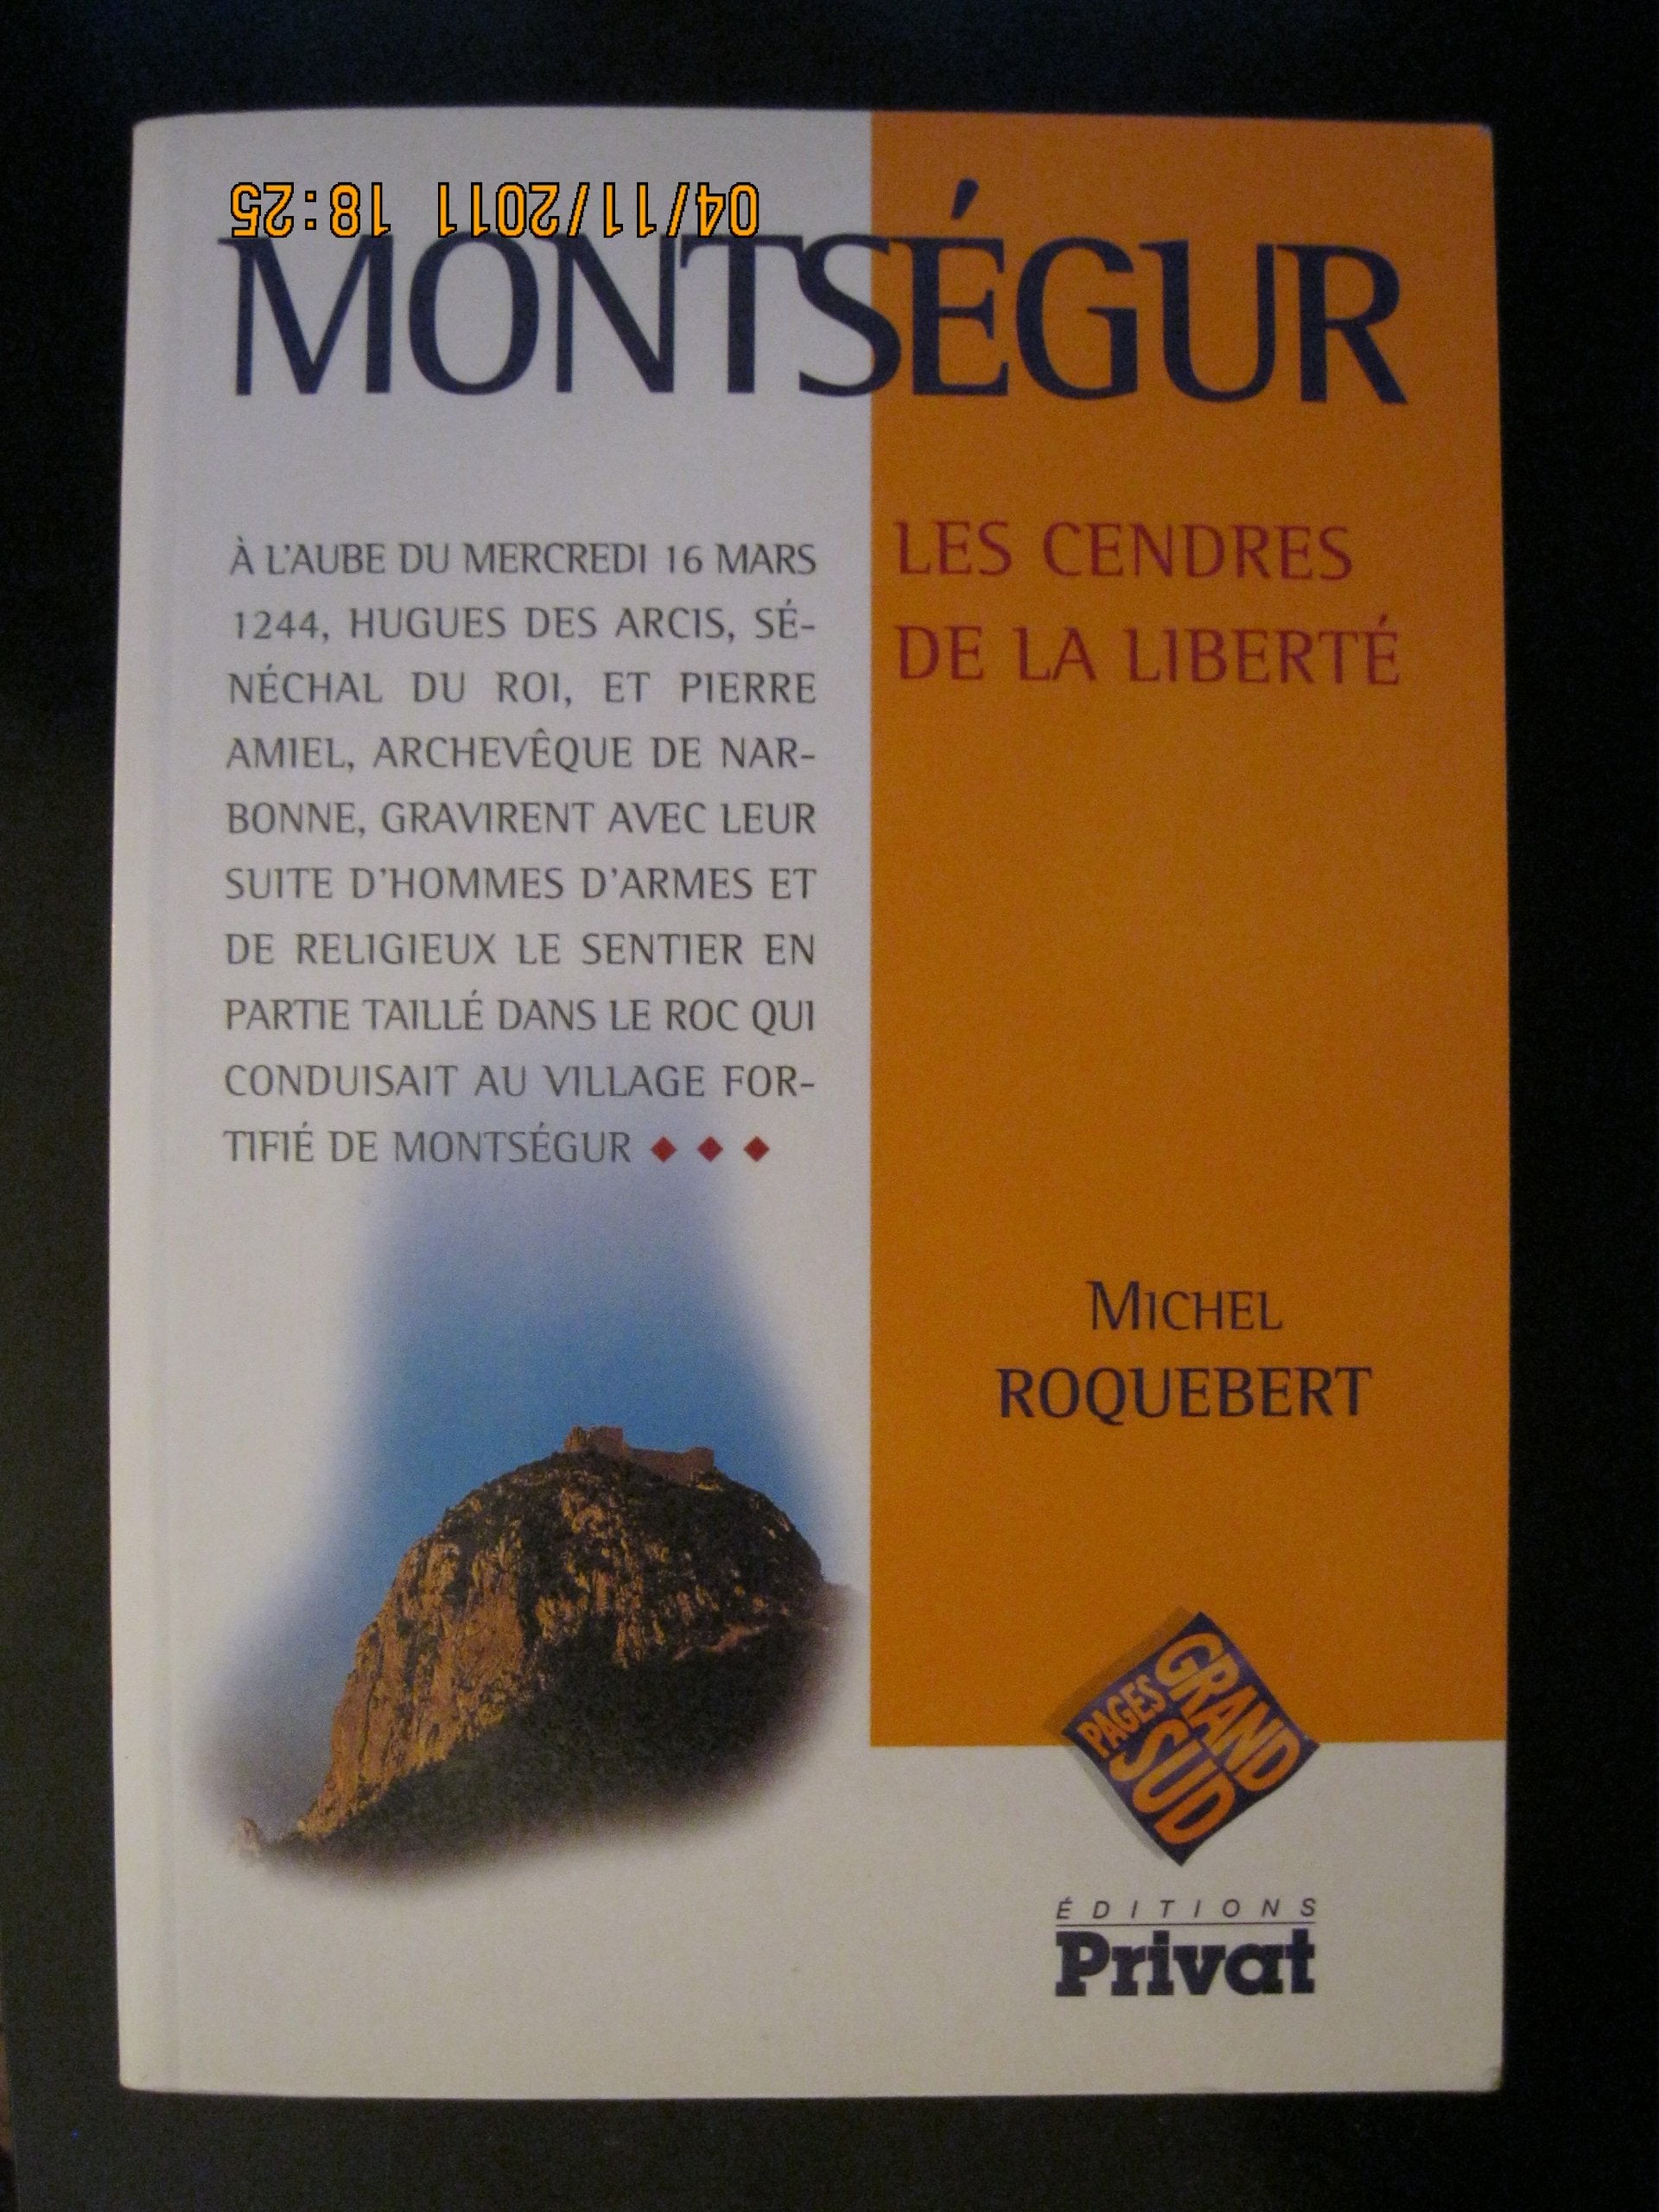 04/11/2011 18:25
MONTSÉGUR
À L'AUBE DU MERCREDI 16 MARS
1244, HUGUES DES ARCIS, SÉ-
NÉCHAL DU ROI, ET PIERRE
AMIEL, ARCHEVÊQUE DE NAR-
BONNE, GRAVIRENT AVEC LEUR
SUITE D'HOMMES D'ARMES ET
DE RELIGIEUX LE SENTIER EN
PARTIE TAILLÉ DANS LE ROC QUI
CONDUISAIT AU VILLAGE FOR-
TIFIÉ DE MONTSÉGUR ◆ ◆ ◆
LES CENDRES
DE LA LIBERTÉ
MICHEL
ROQUEBERT
PAGES
GRAND
SUD
ÉDITIONS
Privat